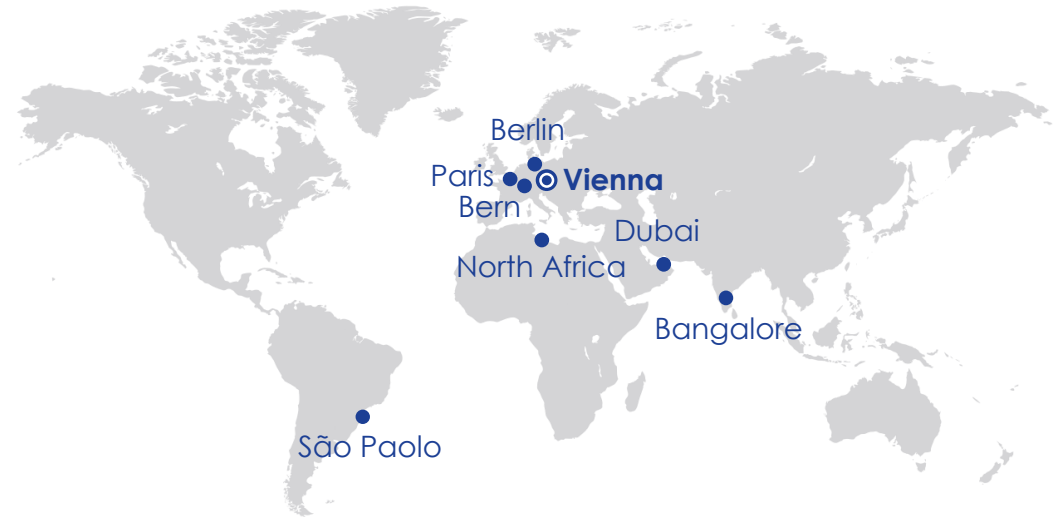 Berlin
Paris
Vienna
Bern
Dubai
North Africa
Bangalore
São Paolo